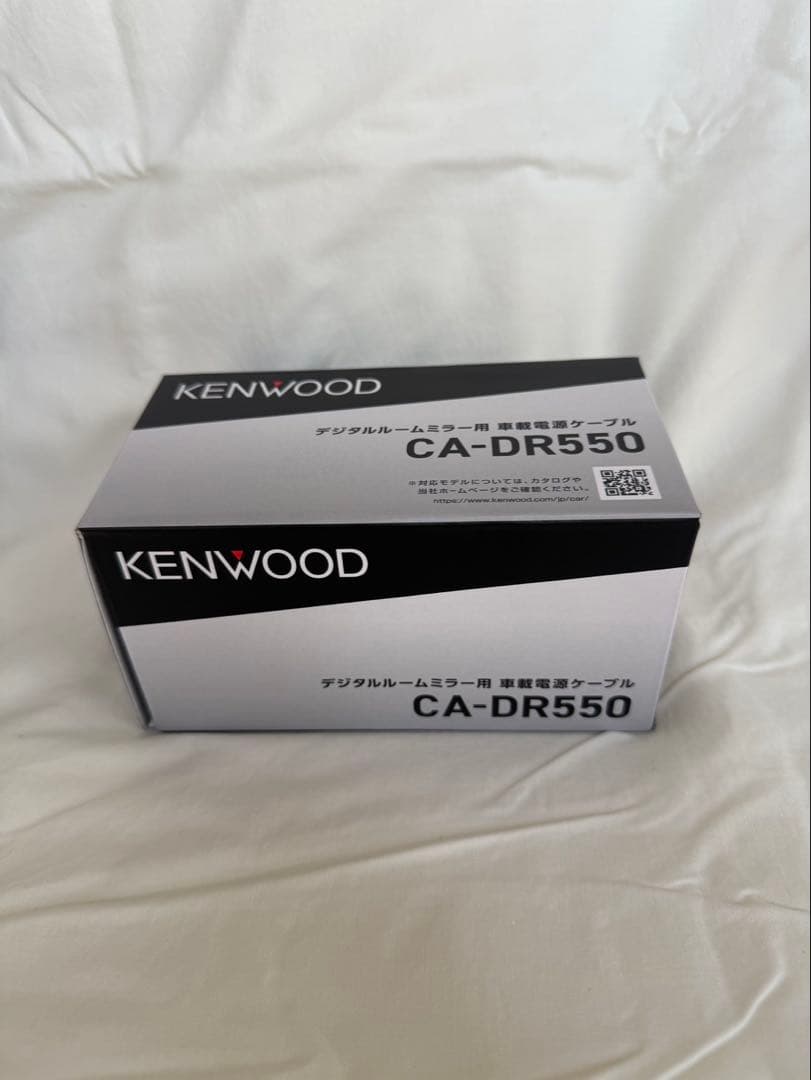 KENWOOD
デジタルルームミラー用 車載電源ケーブル
CA-DR550
※対応モデルについては、カタログや
当社ホームページをご確認ください。
https://www.kenwood.com/jp/car/
KENWOOD
デジタルルームミラー用 車載電源ケーブル
CA-DR550